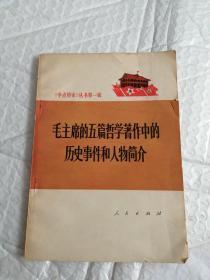 《学点历史》丛书第一辑
毛主席的五篇哲学著作中的
历史事件和人物简介
人民出版社